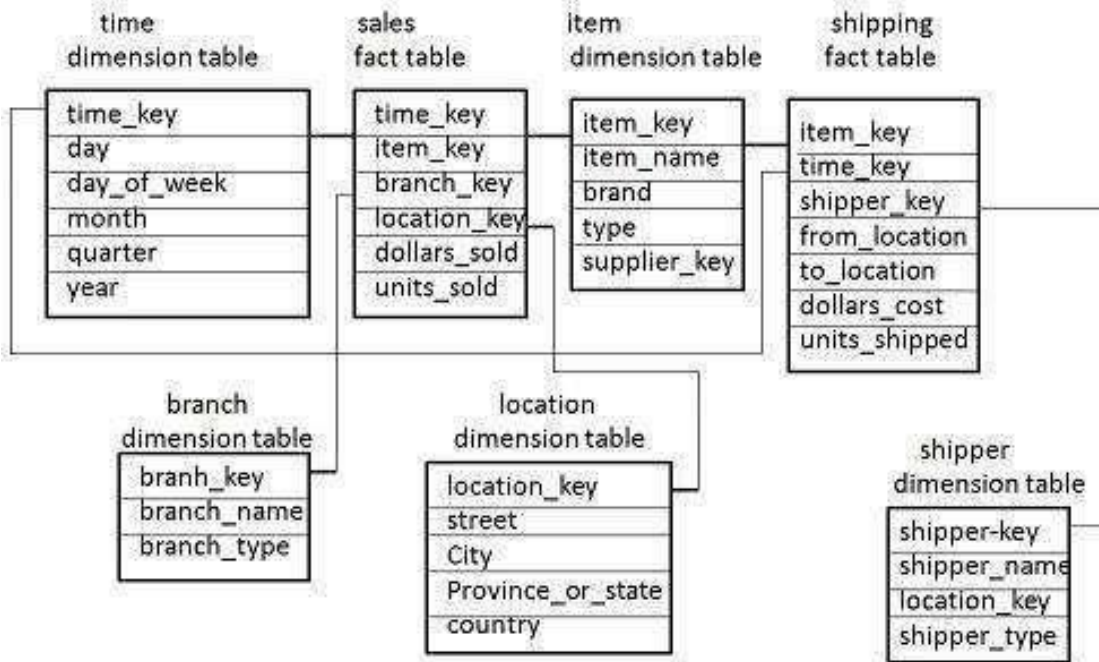 time
dimension table
time_key
day
day_of_week
month
quarter
year
sales
fact table
time_key
item_key
branch_key
location_key
dollars_sold
units_sold
item
dimension table
item_key
item_name
brand
type
supplier_key
shipping
fact table
item_key
time_key
shipper_key
from_location
to_location
dollars_cost
units_shipped
branch
dimension table
branh_key
branch_name
branch_type
location
dimension table
location_key
street
City
Province_or_state
country
shipper
dimension table
shipper-key
shipper_name
location_key
shipper_type